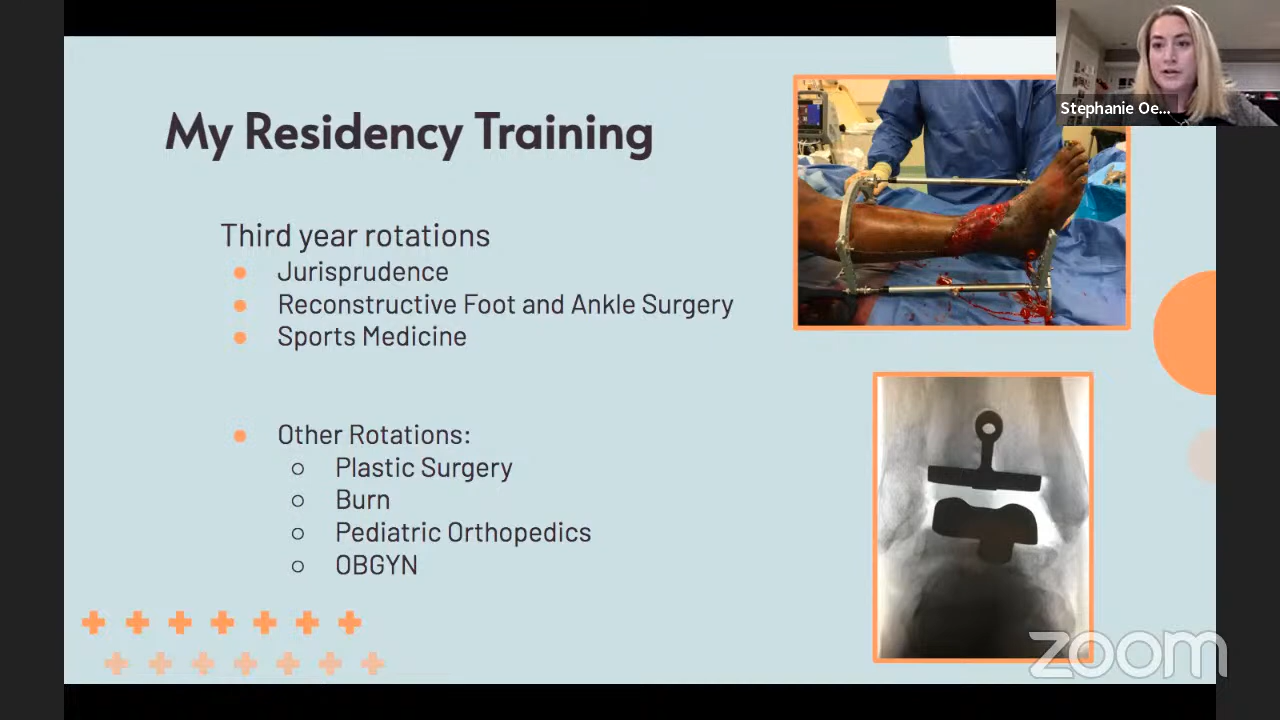 My Residency Training
Stephanie Oe...
Third year rotations
Jurisprudence
Reconstructive Foot and Ankle Surgery
Sports Medicine
Other Rotations:
Plastic Surgery
Burn
Pediatric Orthopedics
OBGYN
zoom